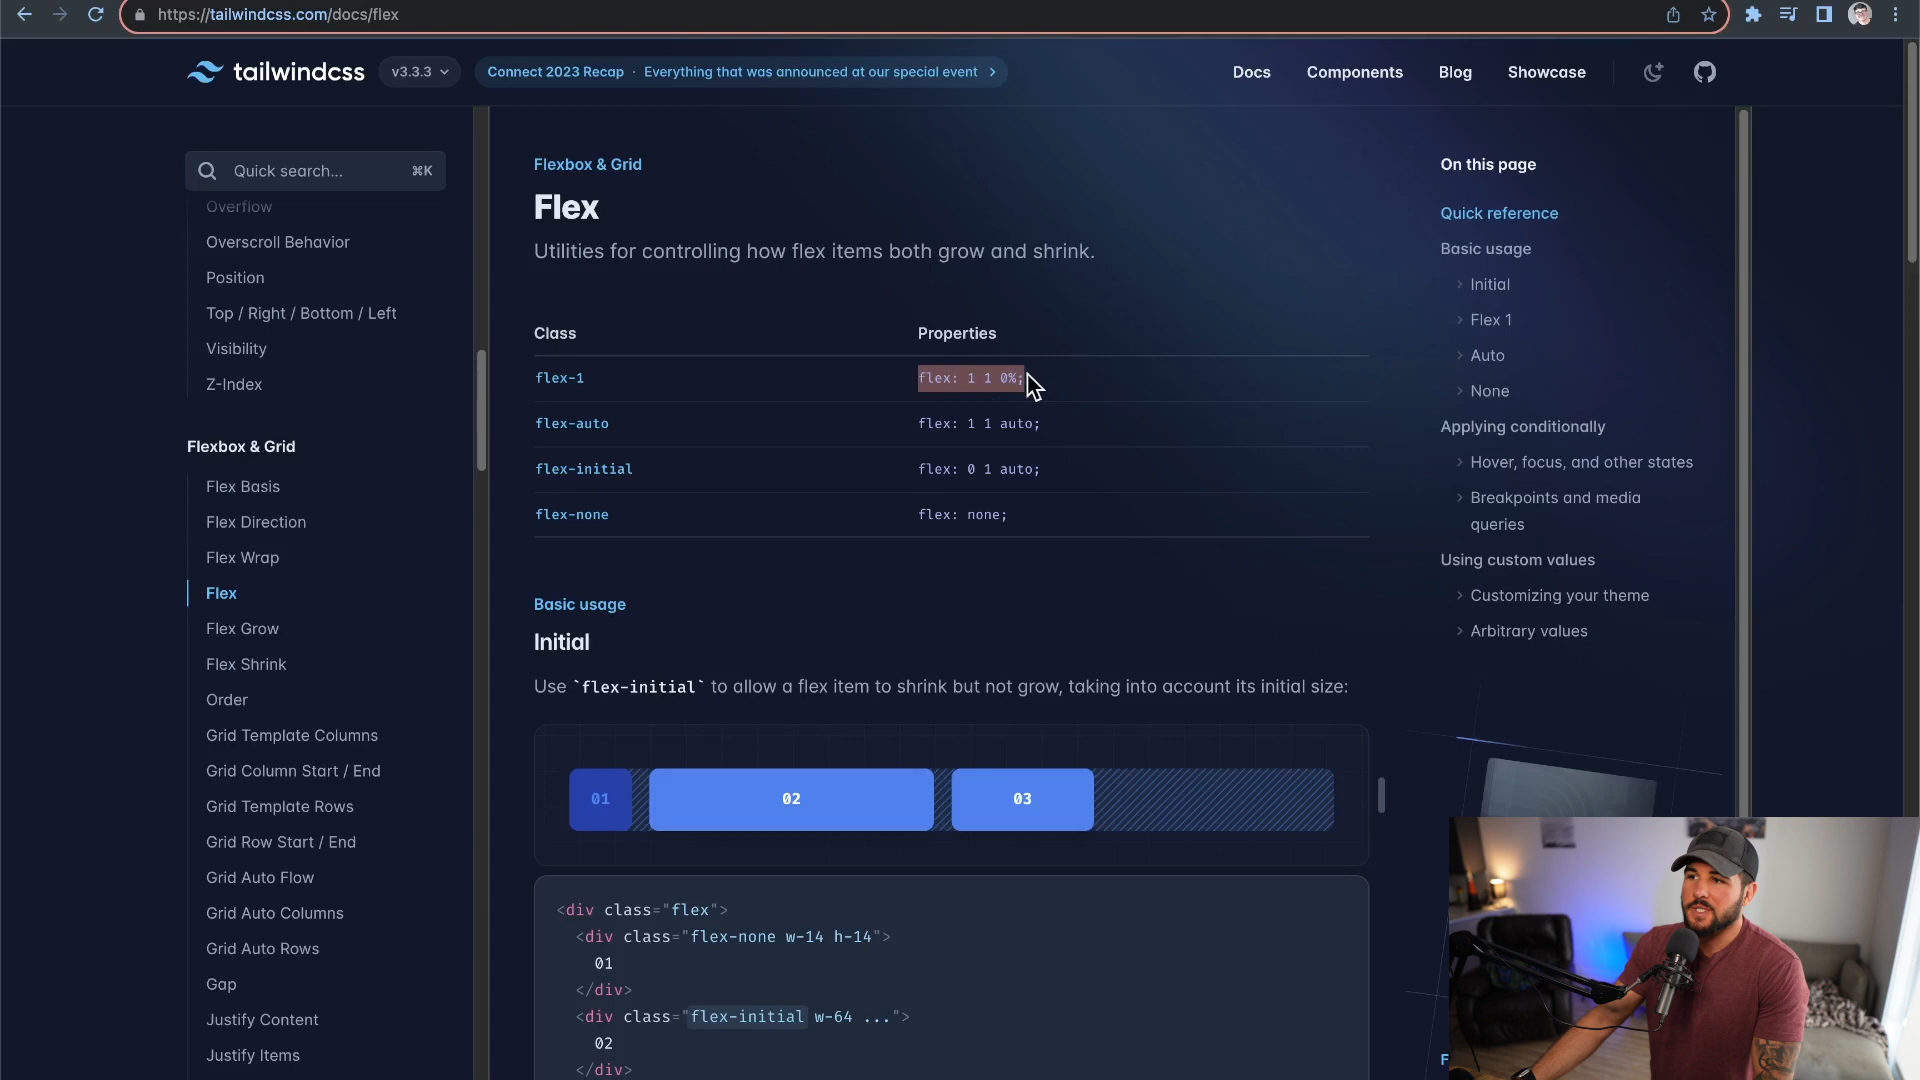 https://tailwindcss.com/docs/flex
tailwindcss
v3.3.3
Connect 2023 Recap · Everything that was announced at our special event
Docs
Components
Blog
Showcase
Quick search...
⌘K
Overflow
Overscroll Behavior
Position
Top / Right / Bottom / Left
Visibility
Z-Index
Flexbox & Grid
Flex Basis
Flex Direction
Flex Wrap
Flex
Flex Grow
Flex Shrink
Order
Grid Template Columns
Grid Column Start / End
Grid Template Rows
Grid Row Start / End
Grid Auto Flow
Grid Auto Columns
Grid Auto Rows
Gap
Justify Content
Justify Items
Flexbox & Grid
Flex
Utilities for controlling how flex items both grow and shrink.
Class Properties
flex-1 flex: 1 1 0%;
flex-auto flex: 1 1 auto;
flex-initial flex: 0 1 auto;
flex-none flex: none;
Basic usage
Initial
Use `flex-initial` to allow a flex item to shrink but not grow, taking into account its initial size:
01
02
03
<div class="flex">
<div class="flex-none w-14 h-14">
01
</div>
<div class="flex-initial w-64 ...">
02
</div>
On this page
Quick reference
Basic usage
Initial
Flex 1
Auto
None
Applying conditionally
Hover, focus, and other states
Breakpoints and media
queries
Using custom values
Customizing your theme
Arbitrary values
F